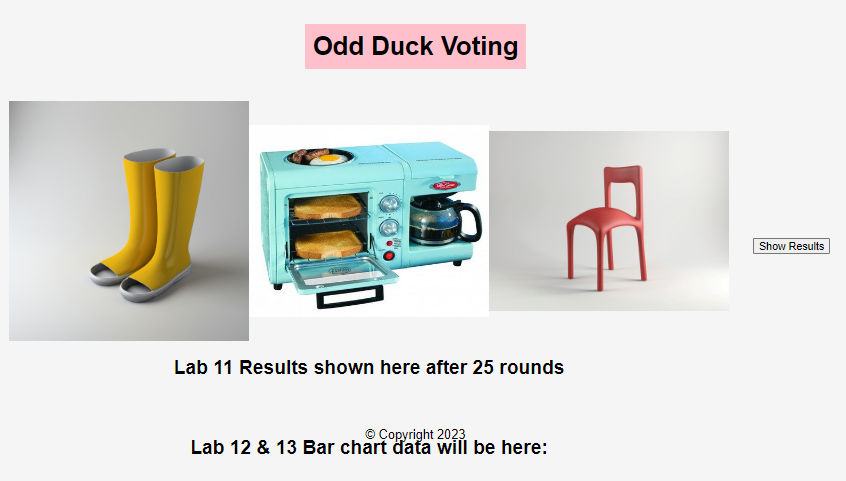 Odd Duck Voting
Show Results
Lab 11 Results shown here after 25 rounds
© Copyright 2023
Lab 12 & 13 Bar chart data will be here: